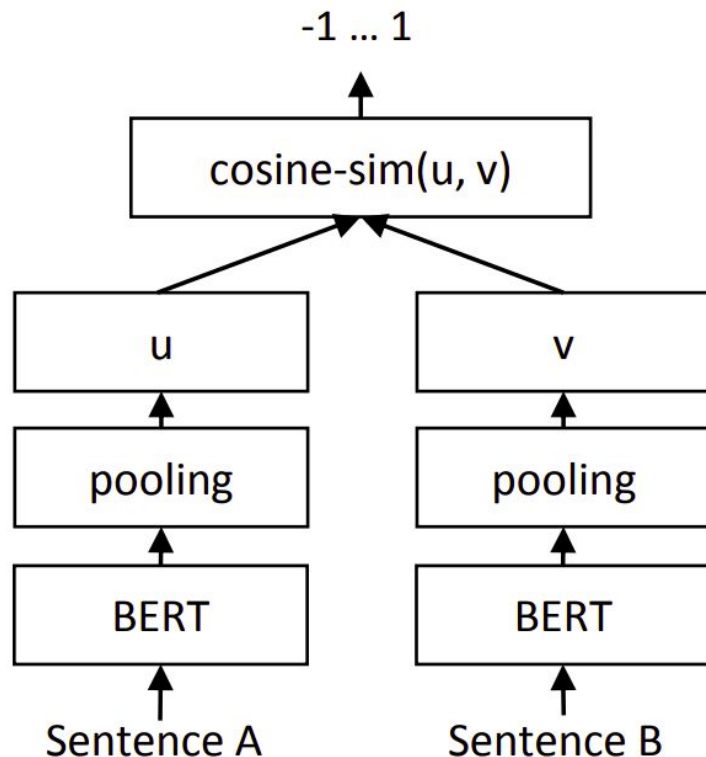 -1 ... 1
cosine-sim(u, v)
u
v
pooling
pooling
BERT
BERT
Sentence A
Sentence B